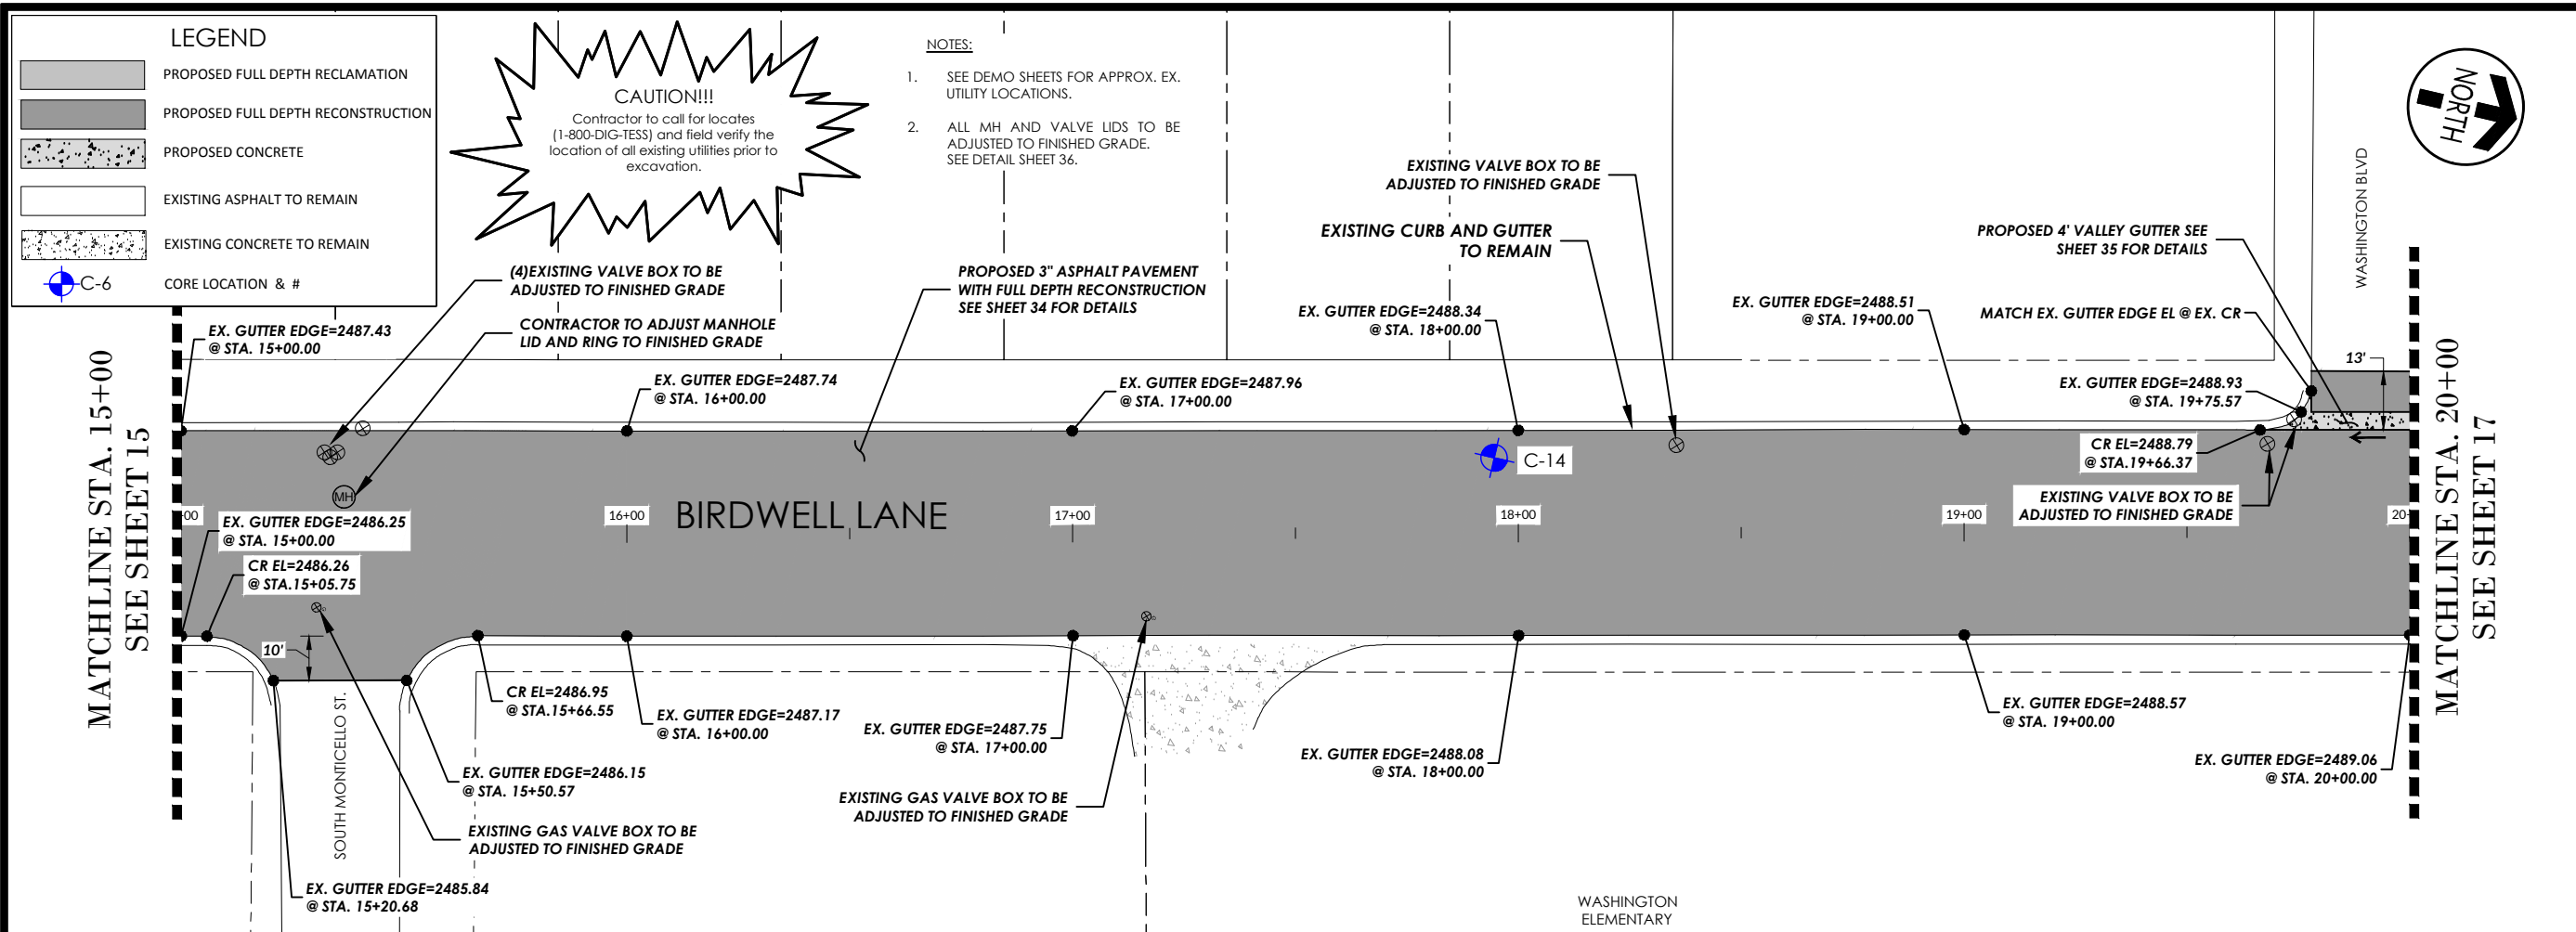 LEGEND
PROPOSED FULL DEPTH RECLAMATION
PROPOSED FULL DEPTH RECONSTRUCTION
PROPOSED CONCRETE
EXISTING ASPHALT TO REMAIN
EXISTING CONCRETE TO REMAIN
C-6
CORE LOCATION & #
CAUTION!!!
Contractor to call for locates
(1-800-DIG-TESS) and field verify the
location of all existing utilities prior to
excavation.
NOTES:
1. SEE DEMO SHEETS FOR APPROX. EX.
UTILITY LOCATIONS.
2. ALL MH AND VALVE LIDS TO BE
ADJUSTED TO FINISHED GRADE.
SEE DETAIL SHEET 36.
NORTH
WASHINGTON BLVD
EXISTING VALVE BOX TO BE
ADJUSTED TO FINISHED GRADE
EXISTING CURB AND GUTTER
TO REMAIN
PROPOSED 4' VALLEY GUTTER SEE
SHEET 35 FOR DETAILS
(4)EXISTING VALVE BOX TO BE
ADJUSTED TO FINISHED GRADE
PROPOSED 3" ASPHALT PAVEMENT
WITH FULL DEPTH RECONSTRUCTION
SEE SHEET 34 FOR DETAILS
EX. GUTTER EDGE=2488.34
@ STA. 18+00.00
EX. GUTTER EDGE=2488.51
@ STA. 19+00.00
MATCH EX. GUTTER EDGE EL @ EX. CR
EX. GUTTER EDGE=2487.43
@ STA. 15+00.00
CONTRACTOR TO ADJUST MANHOLE
LID AND RING TO FINISHED GRADE
13'
EX. GUTTER EDGE=2487.74
@ STA. 16+00.00
EX. GUTTER EDGE=2487.96
@ STA. 17+00.00
EX. GUTTER EDGE=2488.93
@ STA. 19+75.57
MATCHLINE STA. 15+00
SEE SHEET 15
MATCHLINE STA. 20+00
SEE SHEET 17
CR EL=2488.79
@ STA.19+66.37
C-14
MH
EXISTING VALVE BOX TO BE
ADJUSTED TO FINISHED GRADE
+00
16+00
BIRDWELL LANE
17+00
18+00
19+00
20+
EX. GUTTER EDGE=2486.25
@ STA. 15+00.00
CR EL=2486.26
@ STA.15+05.75
10'
CR EL=2486.95
@ STA.15+66.55
EX. GUTTER EDGE=2487.17
@ STA. 16+00.00
EX. GUTTER EDGE=2487.75
@ STA. 17+00.00
EX. GUTTER EDGE=2488.08
@ STA. 18+00.00
EX. GUTTER EDGE=2488.57
@ STA. 19+00.00
EX. GUTTER EDGE=2489.06
@ STA. 20+00.00
SOUTH MONTICELLO ST.
EX. GUTTER EDGE=2486.15
@ STA. 15+50.57
EXISTING GAS VALVE BOX TO BE
ADJUSTED TO FINISHED GRADE
EXISTING GAS VALVE BOX TO BE
ADJUSTED TO FINISHED GRADE
EX. GUTTER EDGE=2485.84
@ STA. 15+20.68
WASHINGTON
ELEMENTARY